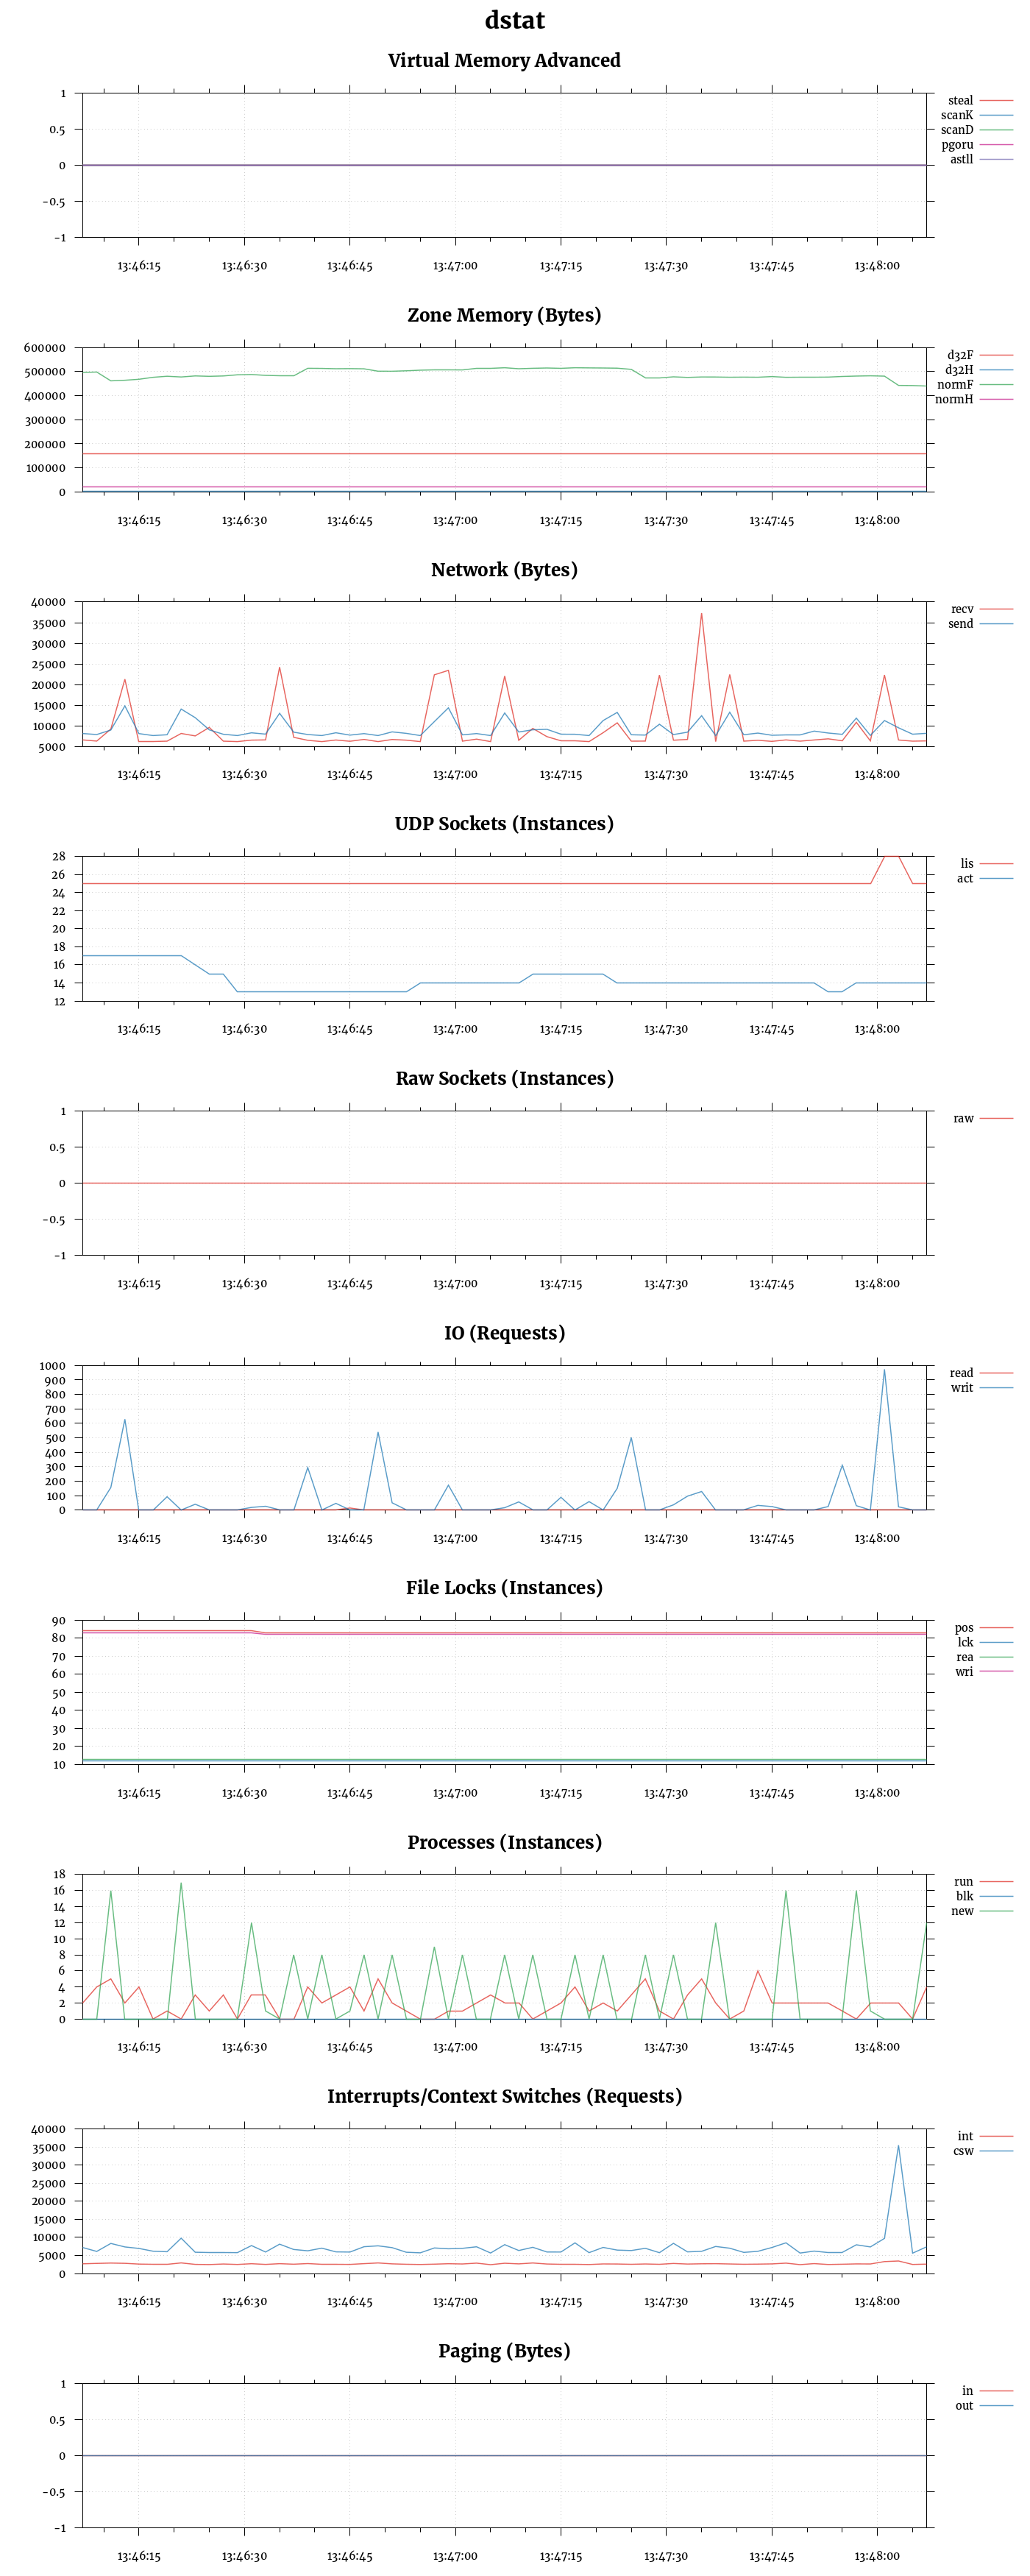 dstat
Virtual Memory Advanced
1
0.5
0
-0.5
-1
13:46:15 13:46:30 13:46:45 13:47:00 13:47:15 13:47:30 13:47:45 13:48:00
steal
scanK
scanD
pgoru
astll
Zone Memory (Bytes)
600000
500000
400000
300000
200000
100000
0
13:46:15 13:46:30 13:46:45 13:47:00 13:47:15 13:47:30 13:47:45 13:48:00
d32F
d32H
normF
normH
Network (Bytes)
40000
35000
30000
25000
20000
15000
10000
5000
13:46:15 13:46:30 13:46:45 13:47:00 13:47:15 13:47:30 13:47:45 13:48:00
recv
send
UDP Sockets (Instances)
28
26
24
22
20
18
16
14
12
13:46:15 13:46:30 13:46:45 13:47:00 13:47:15 13:47:30 13:47:45 13:48:00
lis
act
Raw Sockets (Instances)
1
0.5
0
-0.5
-1
13:46:15 13:46:30 13:46:45 13:47:00 13:47:15 13:47:30 13:47:45 13:48:00
raw
IO (Requests)
1000
900
800
700
600
500
400
300
200
100
0
13:46:15 13:46:30 13:46:45 13:47:00 13:47:15 13:47:30 13:47:45 13:48:00
read
writ
File Locks (Instances)
90
80
70
60
50
40
30
20
10
13:46:15 13:46:30 13:46:45 13:47:00 13:47:15 13:47:30 13:47:45 13:48:00
pos
lck
rea
wri
Processes (Instances)
18
16
14
12
10
8
6
4
2
0
13:46:15 13:46:30 13:46:45 13:47:00 13:47:15 13:47:30 13:47:45 13:48:00
run
blk
new
Interrupts/Context Switches (Requests)
40000
35000
30000
25000
20000
15000
10000
5000
0
13:46:15 13:46:30 13:46:45 13:47:00 13:47:15 13:47:30 13:47:45 13:48:00
int
csw
Paging (Bytes)
1
0.5
0
-0.5
-1
13:46:15 13:46:30 13:46:45 13:47:00 13:47:15 13:47:30 13:47:45 13:48:00
in
out